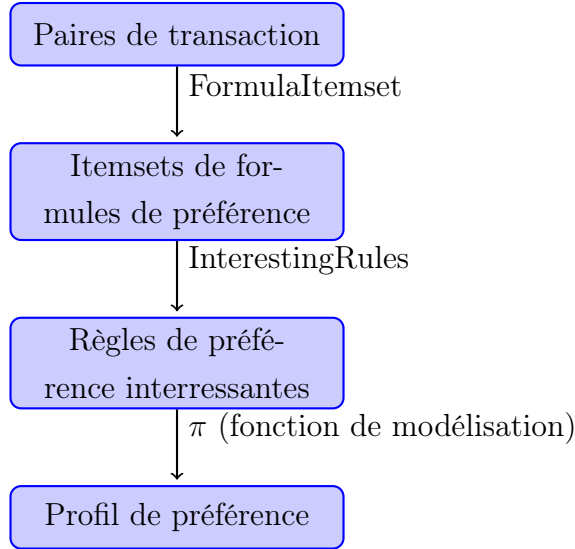 Paires de transaction
FormulaItemset
Itemsets de for-
mules de préférence
InterestingRules
Règles de préfé-
rence interressantes
π (fonction de modélisation)
Profil de préférence